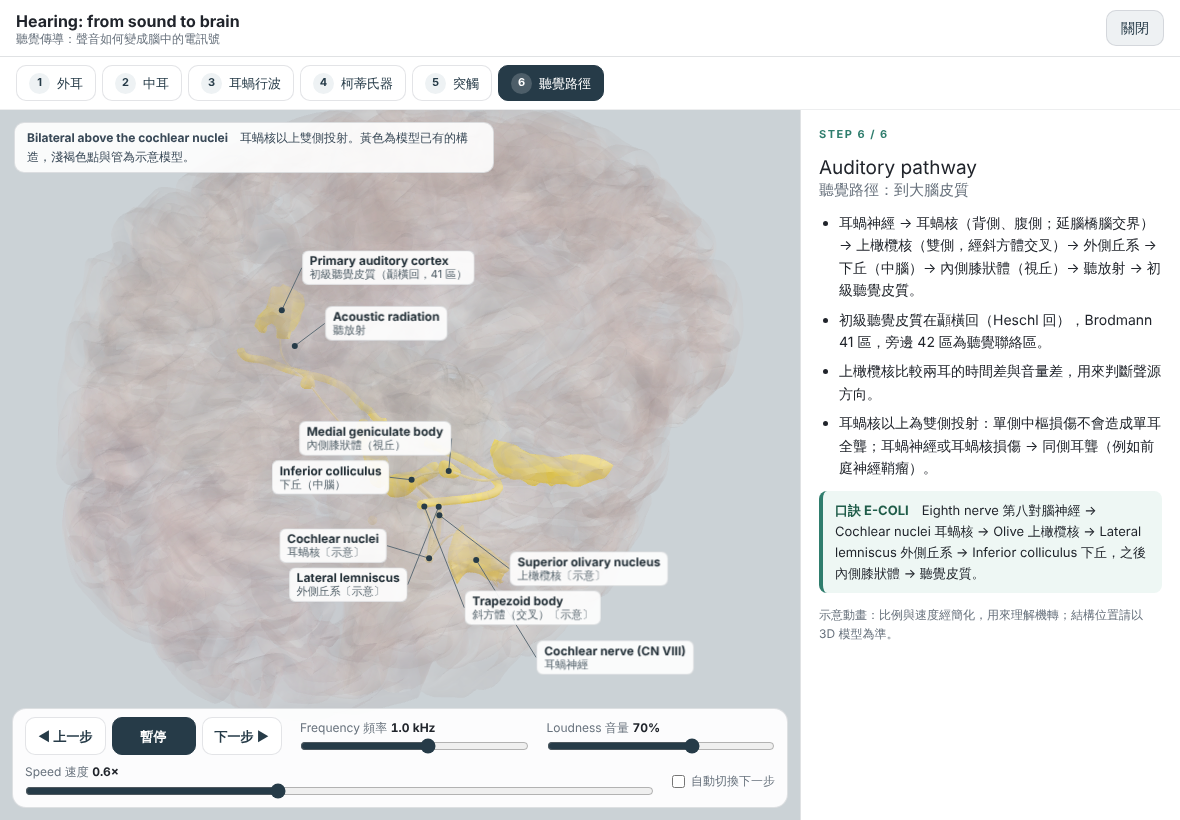 Hearing: from sound to brain
聽覺傳導：聲音如何變成腦中的電訊號
關閉
1 外耳
2 中耳
3 耳蝸行波
4 柯蒂氏器
5 突觸
6 聽覺路徑
Bilateral above the cochlear nuclei 耳蝸核以上雙側投射。黃色為模型已有的構
造，淺褐色點與管為示意模型。
Primary auditory cortex
初級聽覺皮質（顳橫回，41 區）
Acoustic radiation
聽放射
Medial geniculate body
內側膝狀體（視丘）
Inferior colliculus
下丘（中腦）
Cochlear nuclei
耳蝸核〔示意〕
Lateral lemniscus
外側丘系〔示意〕
Superior olivary nucleus
上橄欖核〔示意〕
Trapezoid body
斜方體（交叉）〔示意〕
Cochlear nerve (CN VIII)
耳蝸神經
◀ 上一步
暫停
下一步 ▶
Frequency 頻率 1.0 kHz
Loudness 音量 70%
Speed 速度 0.6×
自動切換下一步
STEP 6 / 6
Auditory pathway
聽覺路徑：到大腦皮質
• 耳蝸神經 → 耳蝸核（背側、腹側；延腦橋腦交界）
→ 上橄欖核（雙側，經斜方體交叉）→ 外側丘系 →
下丘（中腦）→ 內側膝狀體（視丘）→ 聽放射 → 初
級聽覺皮質。
• 初級聽覺皮質在顳橫回（Heschl 回），Brodmann
41 區，旁邊 42 區為聽覺聯絡區。
• 上橄欖核比較兩耳的時間差與音量差，用來判斷聲源
方向。
• 耳蝸核以上為雙側投射：單側中樞損傷不會造成單耳
全聾；耳蝸神經或耳蝸核損傷 → 同側耳聾（例如前
庭神經鞘瘤）。
口訣 E-COLI Eighth nerve 第八對腦神經 →
Cochlear nuclei 耳蝸核 → Olive 上橄欖核 → Lateral
lemniscus 外側丘系 → Inferior colliculus 下丘，之後
內側膝狀體 → 聽覺皮質。
示意動畫：比例與速度經簡化，用來理解機轉；結構位置請以
3D 模型為準。